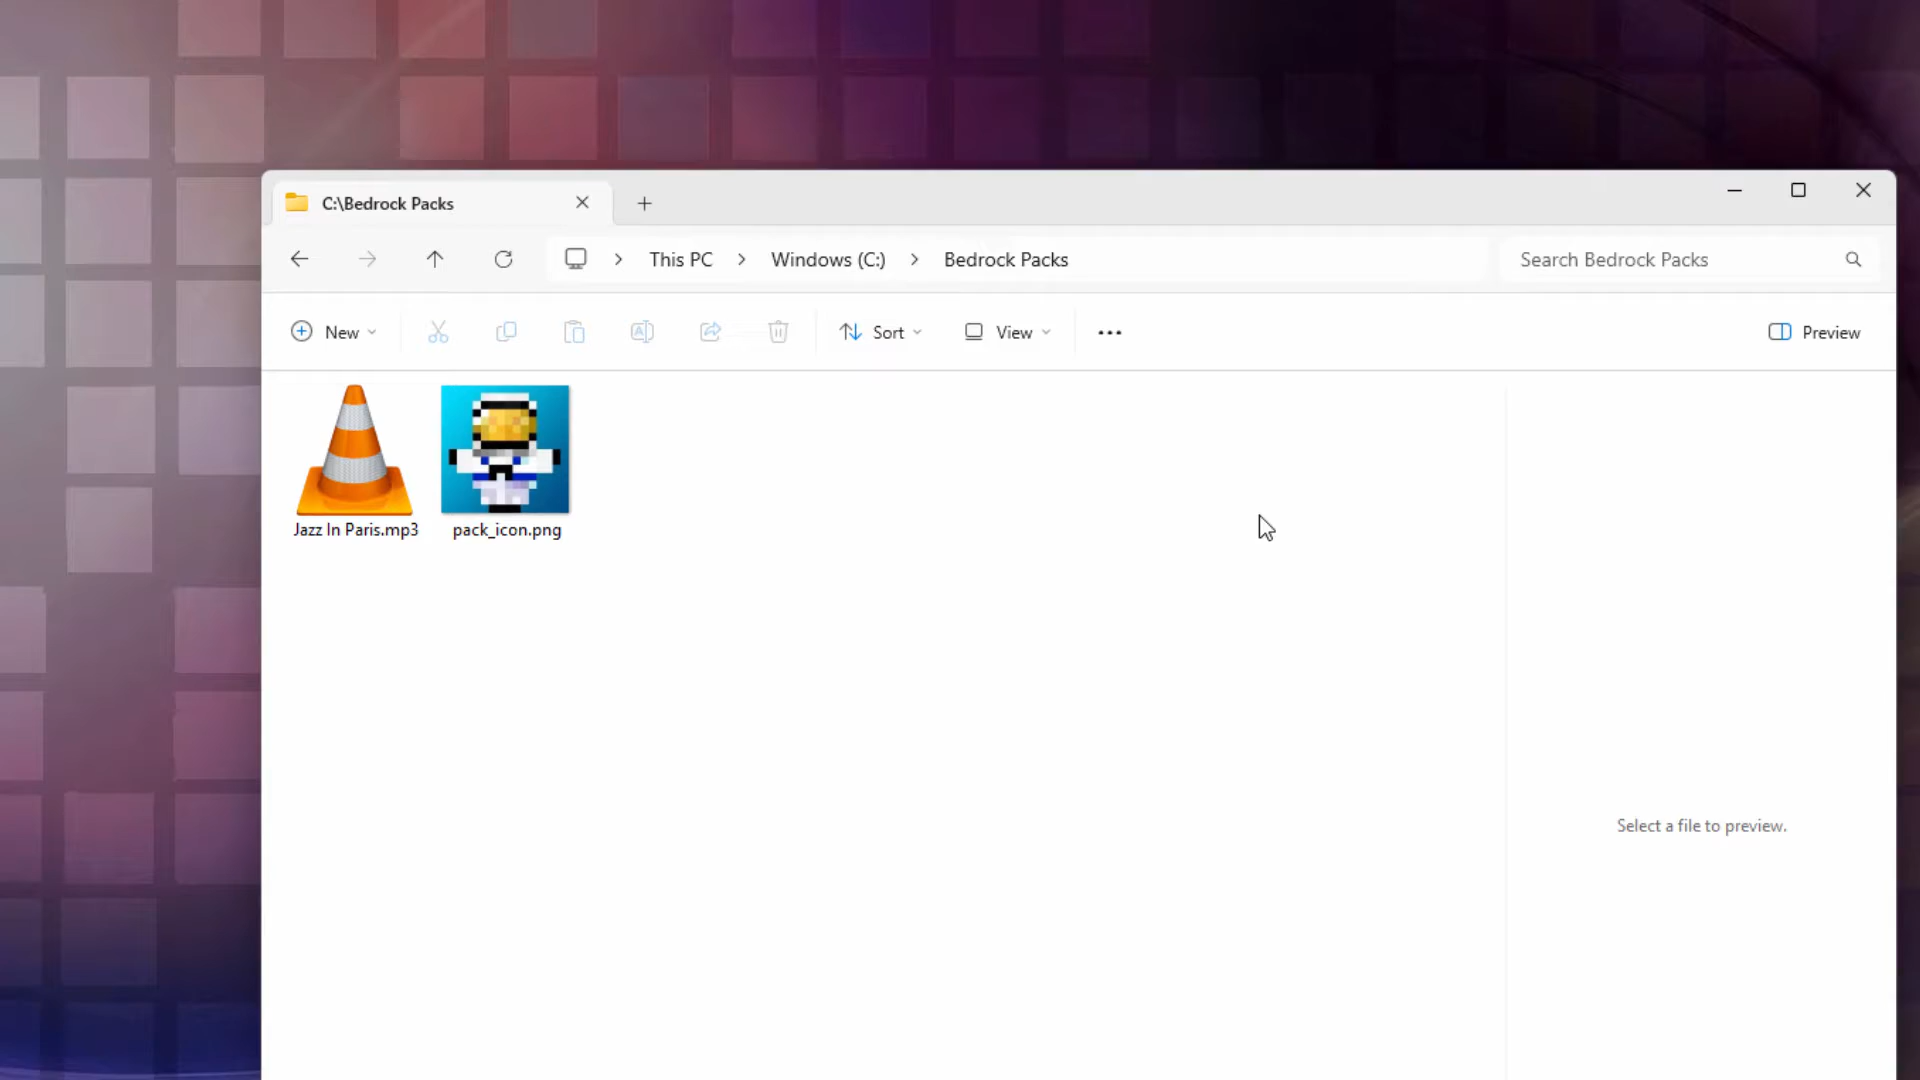 C:\Bedrock Packs
This PC
Windows (C:)
Bedrock Packs
Search Bedrock Packs
New
Sort
View
Preview
Jazz In Paris.mp3
pack_icon.png
Select a file to preview.